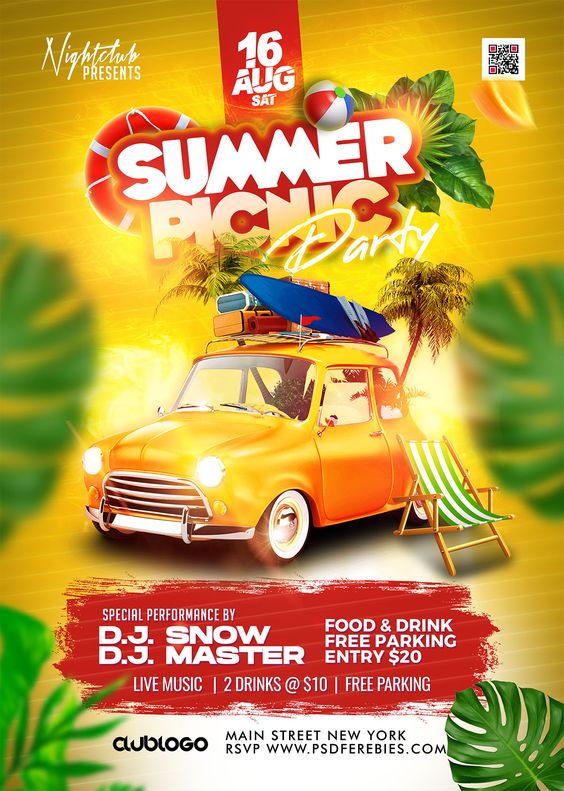 Nightclub
PRESENTS
16
AUG
SAT
SUMMER
PICNIC
Party
SPECIAL PERFORMANCE BY
D.J. SNOW
D.J. MASTER
FOOD & DRINK
FREE PARKING
ENTRY $20
LIVE MUSIC | 2 DRINKS @ $10 | FREE PARKING
CLUBLOGO
MAIN STREET NEW YORK
RSVP WWW.PSDFEREBIES.COM